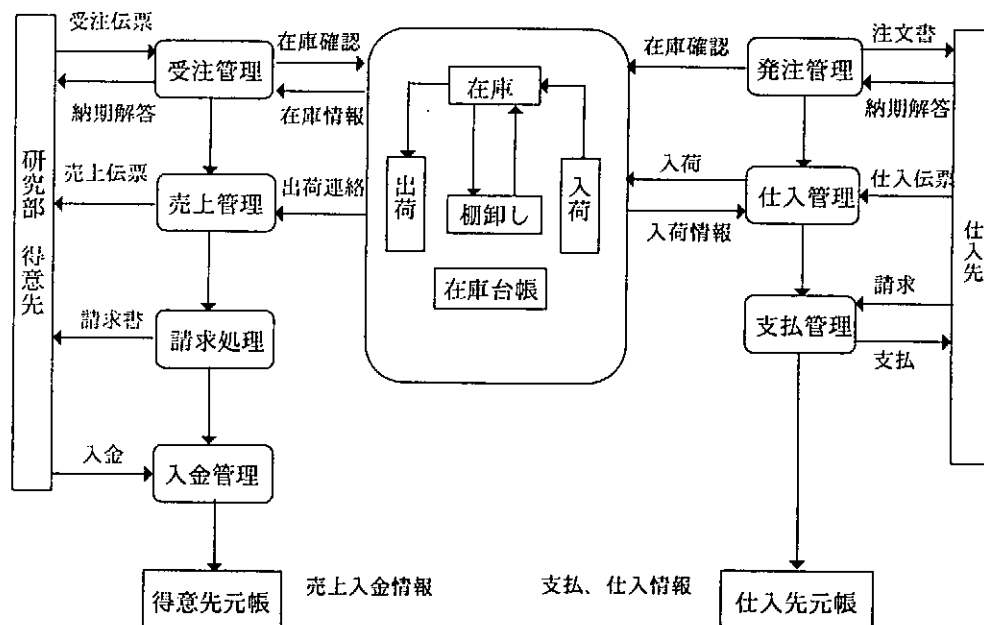 受注伝票
受注管理
納期解答
在庫確認
在庫情報
研究部 得意先
売上伝票
売上管理
出荷連絡
請求書
請求処理
入金
入金管理
得意先元帳
売上入金情報
在庫
出荷
棚卸し
入荷
在庫台帳
在庫確認
発注管理
注文書
納期解答
入荷
入荷情報
仕入管理
仕入伝票
仕入先
請求
支払管理
支払
支払、仕入情報
仕入先元帳